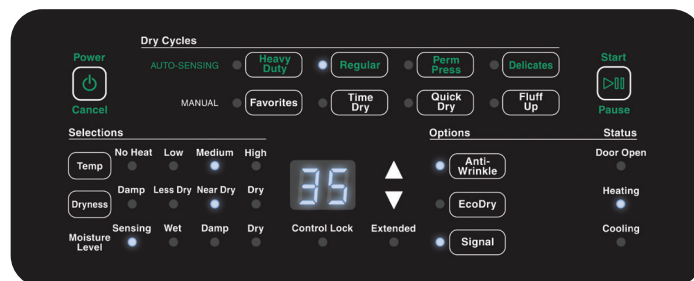 Dry Cycles
Power
Cancel
AUTO-SENSING
Heavy
Duty
Regular
Perm
Press
Delicates
Start
Pause
MANUAL
Favorites
Time
Dry
Quick
Dry
Fluff
Up
Selections
Options
Status
Temp
No Heat Low Medium High
Dryness
Damp Less Dry Near Dry Dry
Moisture
Level
Sensing Wet Damp Dry
35
Control Lock
Extended
Anti-
Wrinkle
EcoDry
Signal
Door Open
Heating
Cooling